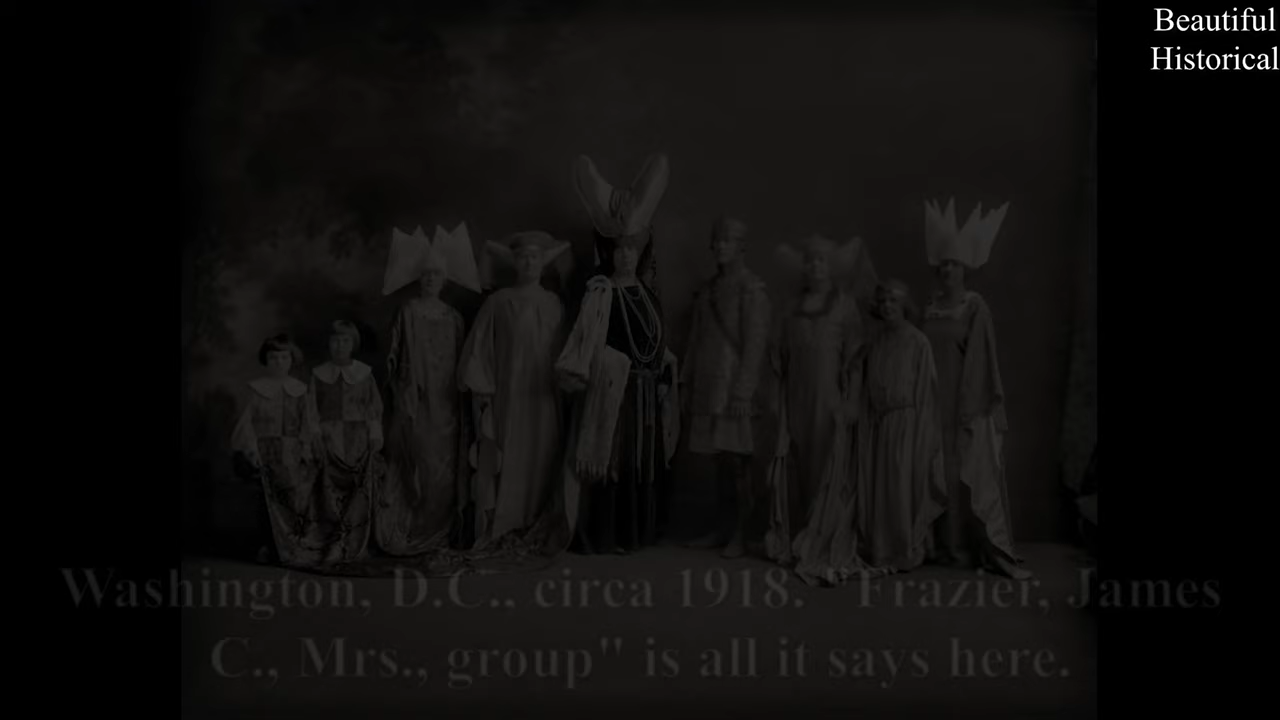 Beautiful
Historical
Washington, D.C., circa 1918. "Frazier, James
C., Mrs., group" is all it says here.